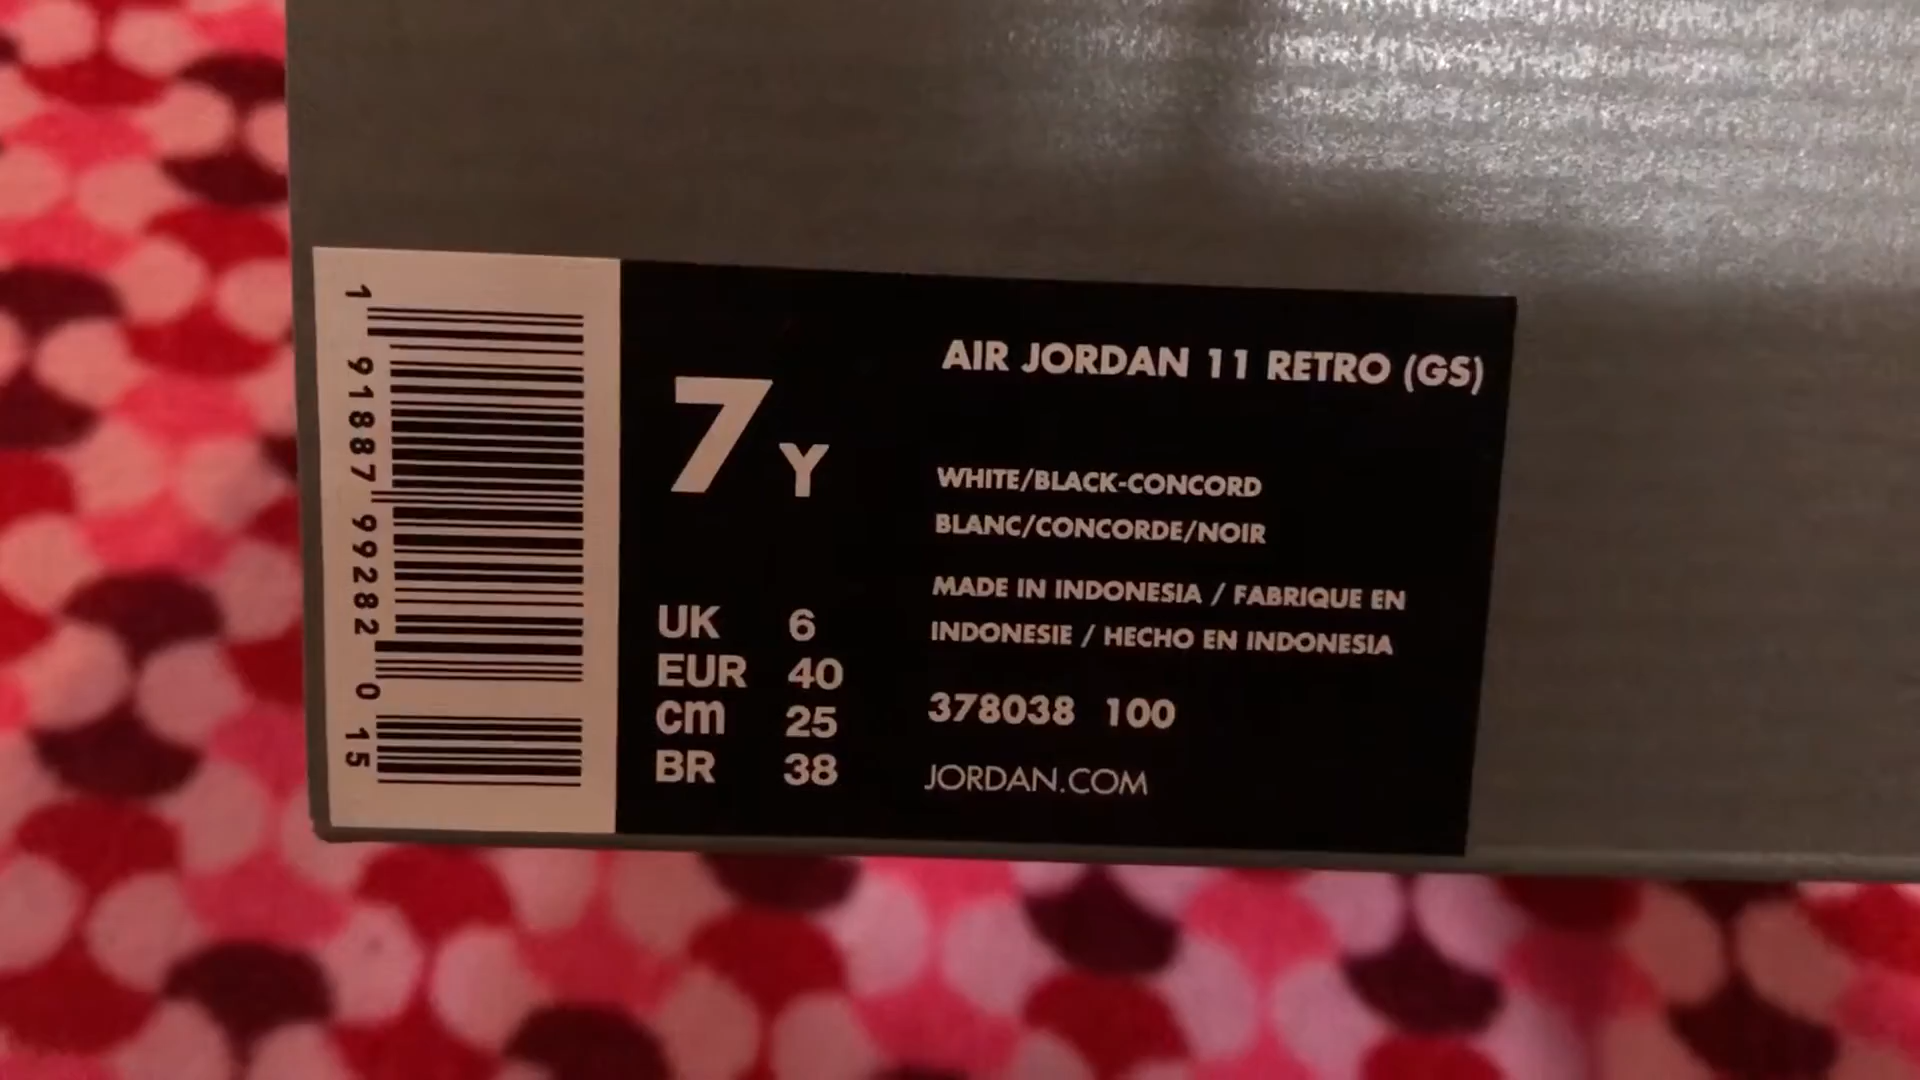 1 91887 99282 0 15
7 Y
UK 6
EUR 40
cm 25
BR 38
AIR JORDAN 11 RETRO (GS)
WHITE/BLACK-CONCORD
BLANC/CONCORDE/NOIR
MADE IN INDONESIA / FABRIQUE EN
INDONESIE / HECHO EN INDONESIA
378038 100
JORDAN.COM